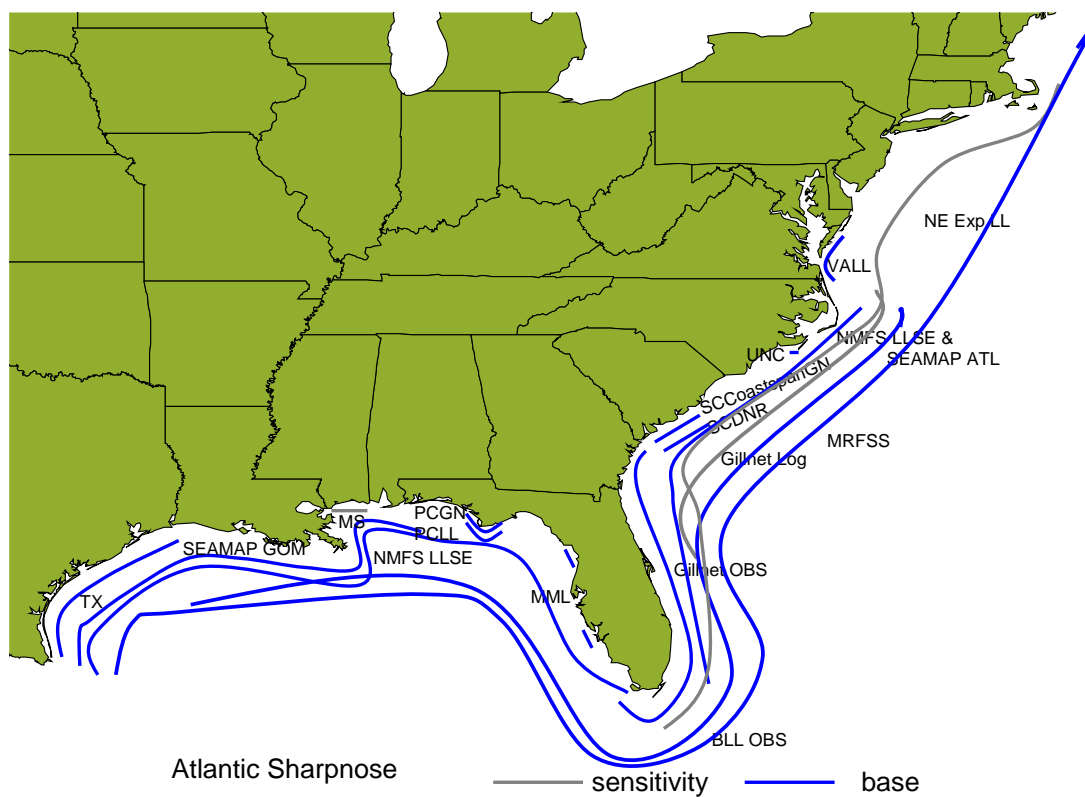 NE Exp LL
VALL
NMFS LLSE &
SEAMAP ATL
UNC
SCCoastspanGN
SCDNR
MRFSS
Gillnet Log
PCGN
MS
PCLL
SEAMAP GOM
NMFS LLSE
Gillnet OBS
TX
MML
BLL OBS
Atlantic Sharpnose
sensitivity
base